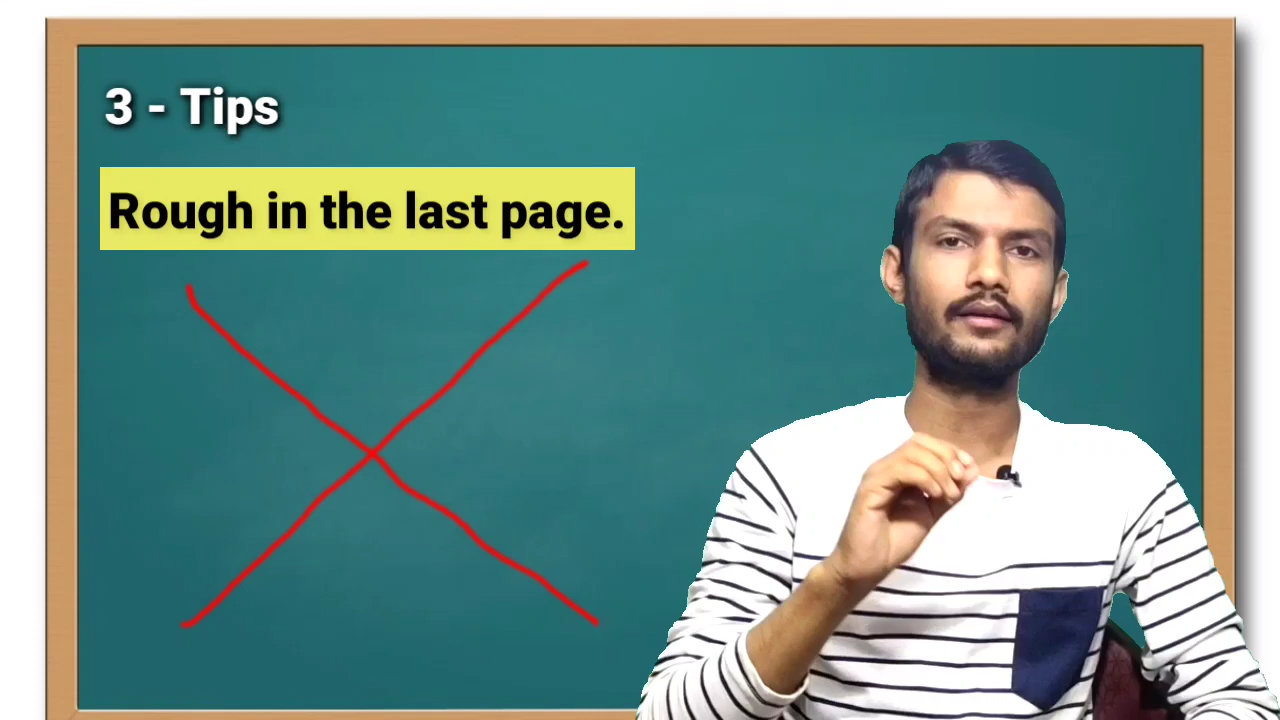 3 - Tips
Rough in the last page.